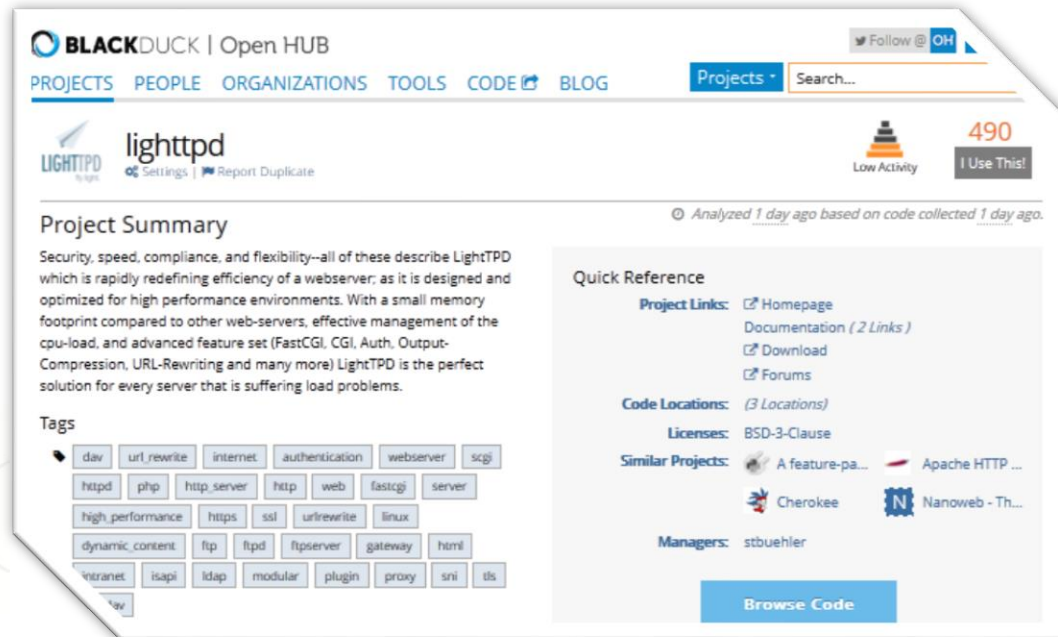 BLACKDUCK | Open HUB
Follow @ OH
PROJECTS PEOPLE ORGANIZATIONS TOOLS CODE BLOG
Projects Search...
LIGHTTPD
lighttpd
Settings | Report Duplicate
Low Activity
490
I Use This!
Analyzed 1 day ago based on code collected 1 day ago.
Project Summary
Security, speed, compliance, and flexibility--all of these describe LightTPD
which is rapidly redefining efficiency of a webserver; as it is designed and
optimized for high performance environments. With a small memory
footprint compared to other web-servers, effective management of the
cpu-load, and advanced feature set (FastCGI, CGI, Auth, Output-
Compression, URL-Rewriting and many more) LightTPD is the perfect
solution for every server that is suffering load problems.
Tags
dav url_rewrite internet authentication webserver scgi
httpd php http_server http web fastcgi server
high_performance https ssl urlrewrite linux
dynamic_content ftp ftpd ftpserver gateway html
intranet isapi ldap modular plugin proxy sni tls
Quick Reference
Project Links: Homepage
Documentation ( 2 Links )
Download
Forums
Code Locations: (3 Locations)
Licenses: BSD-3-Clause
Similar Projects: A feature-pa... Apache HTTP ...
Cherokee N Nanoweb - Th...
Managers: stbuehler
Browse Code